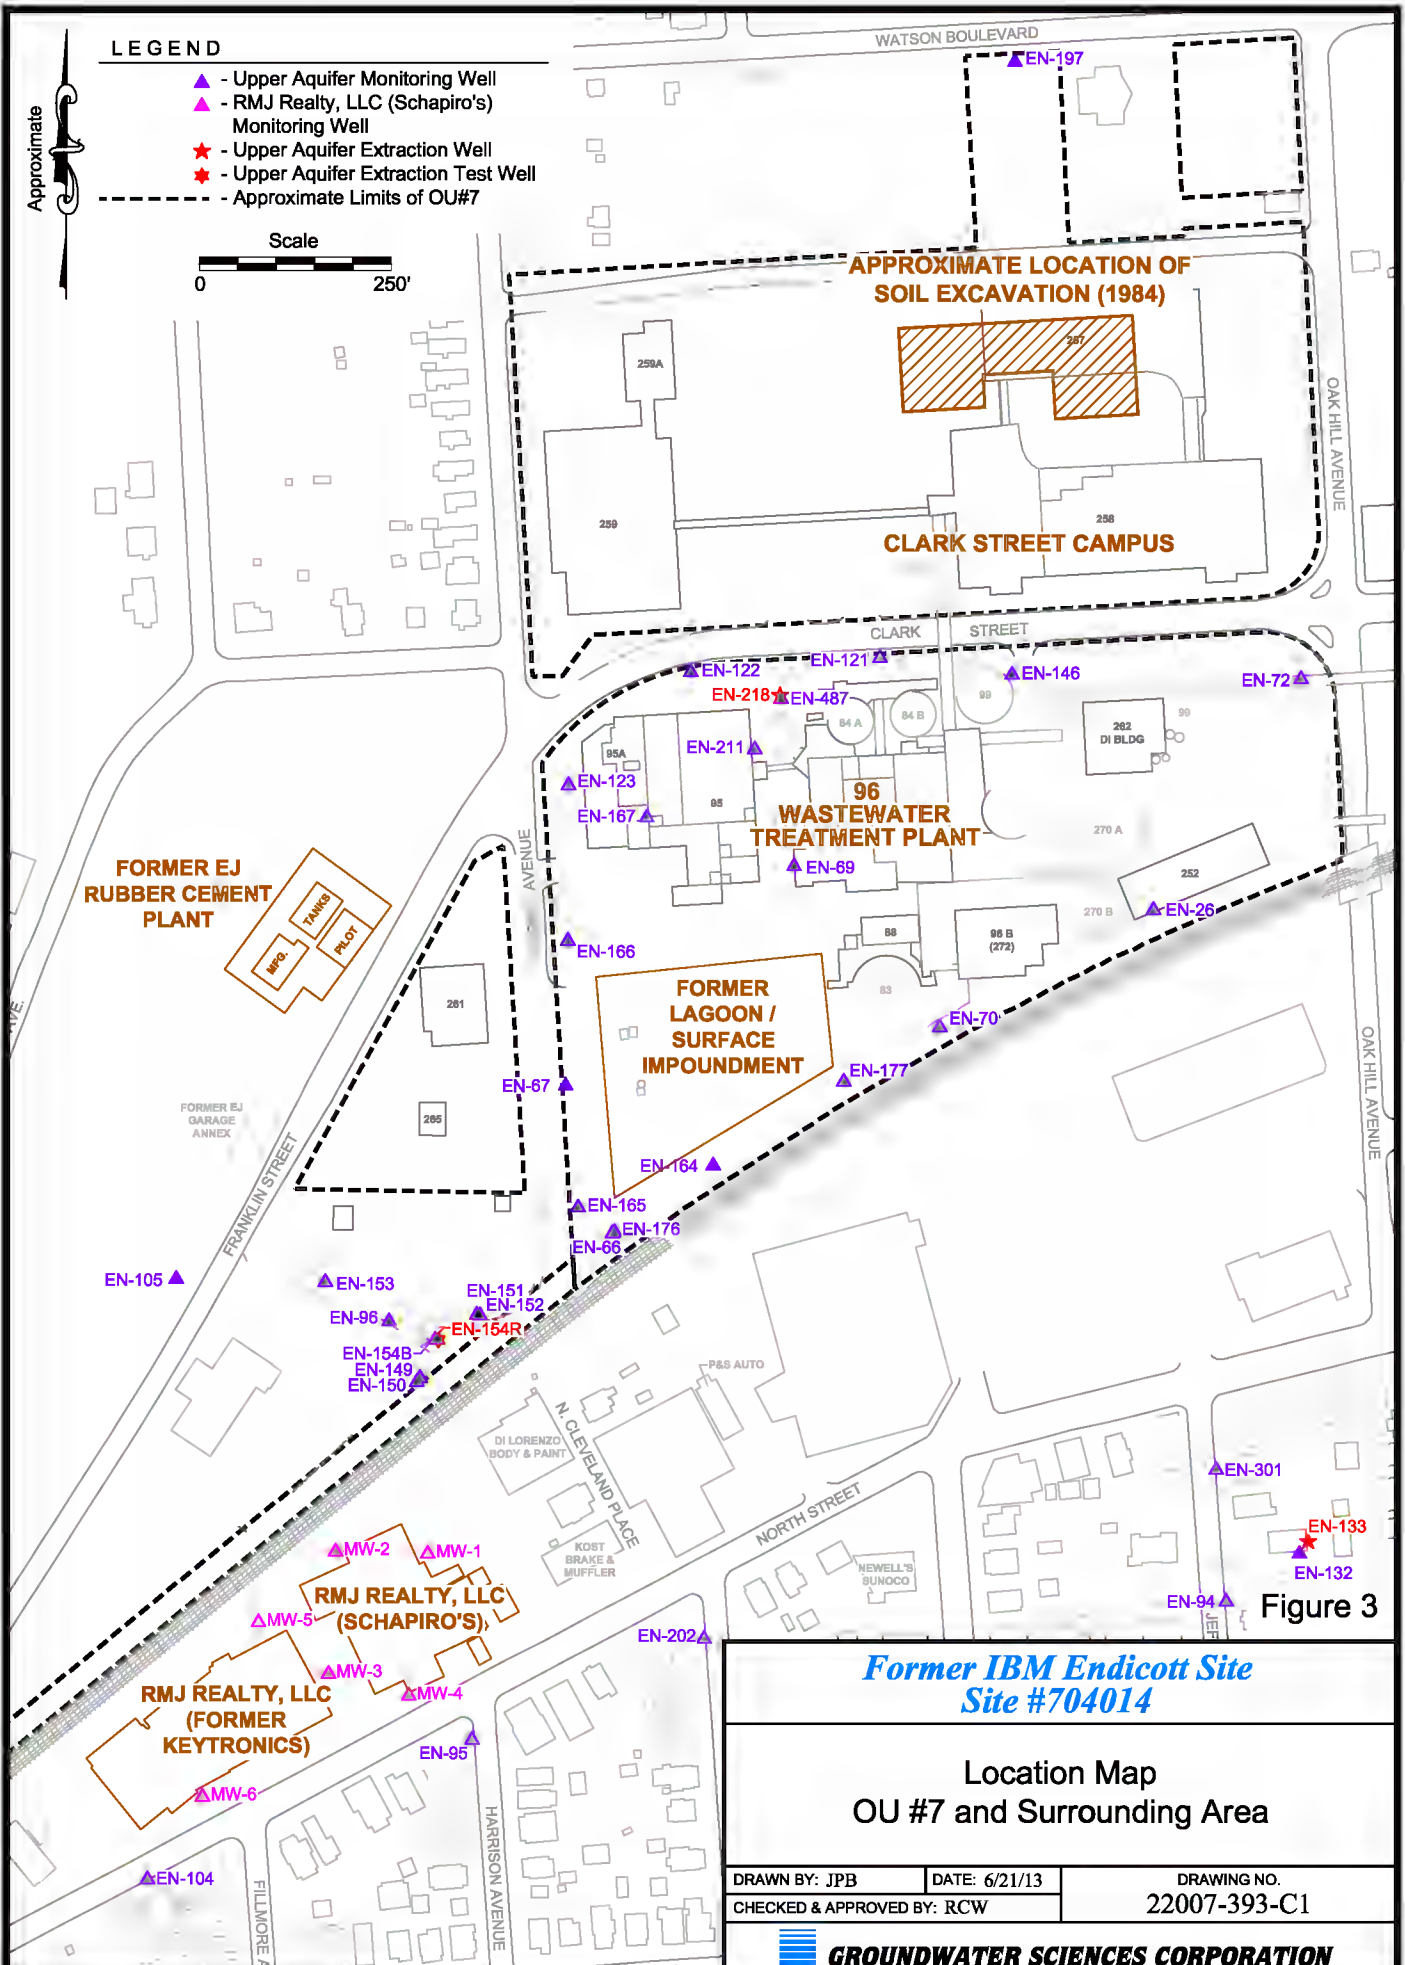 LEGEND
- Upper Aquifer Monitoring Well
- RMJ Realty, LLC (Schapiro's)
Monitoring Well
- Upper Aquifer Extraction Well
- Upper Aquifer Extraction Test Well
- Approximate Limits of OU#7
Approximate
Scale
0 250'
WATSON BOULEVARD
EN-197
APPROXIMATE LOCATION OF
SOIL EXCAVATION (1984)
259A
OAK HILL AVENUE
259
258
CLARK STREET CAMPUS
CLARK STREET
EN-122
EN-121
EN-146
EN-72
EN-218
EN-487
99
84 A
84 B
262
DI BLDG
99
EN-211
95A
EN-123
EN-167
95
96
WASTEWATER
TREATMENT PLANT
270 A
AVENUE
EN-69
252
FORMER EJ
RUBBER CEMENT
PLANT
TANKS
PILOT
MFG.
270 B
EN-26
EN-166
88
96 B
(272)
83
FORMER
LAGOON /
SURFACE
IMPOUNDMENT
261
AVE.
EN-70
OAK HILL AVENUE
EN-177
EN-67
265
FORMER EJ
GARAGE
ANNEX
FRANKLIN STREET
EN-164
EN-165
EN-176
EN-66
EN-105
EN-153
EN-151
EN-152
EN-96
EN-154R
EN-154B
EN-149
EN-150
P&S AUTO
N. CLEVELAND PLACE
DI LORENZO
BODY & PAINT
NORTH STREET
EN-301
EN-133
EN-132
KOST
BRAKE &
MUFFLER
NEWELL'S
SUNOCO
EN-94
JEF
MW-2
MW-1
RMJ REALTY, LLC
(SCHAPIRO'S)
MW-5
EN-202
MW-3
MW-4
RMJ REALTY, LLC
(FORMER
KEYTRONICS)
EN-95
MW-6
HARRISON AVENUE
EN-104
FILLMORE A
Figure 3
Former IBM Endicott Site
Site #704014
Location Map
OU #7 and Surrounding Area
DRAWN BY: JPB
DATE: 6/21/13
DRAWING NO.
CHECKED & APPROVED BY: RCW
22007-393-C1
GROUNDWATER SCIENCES CORPORATION